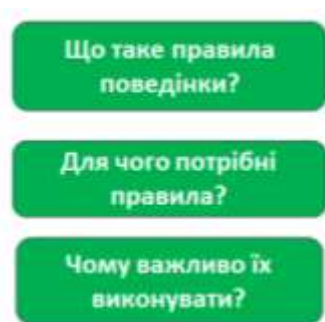 Що таке правила
поведінки?
Для чого потрібні
правила?
Чому важливо їх
виконувати?